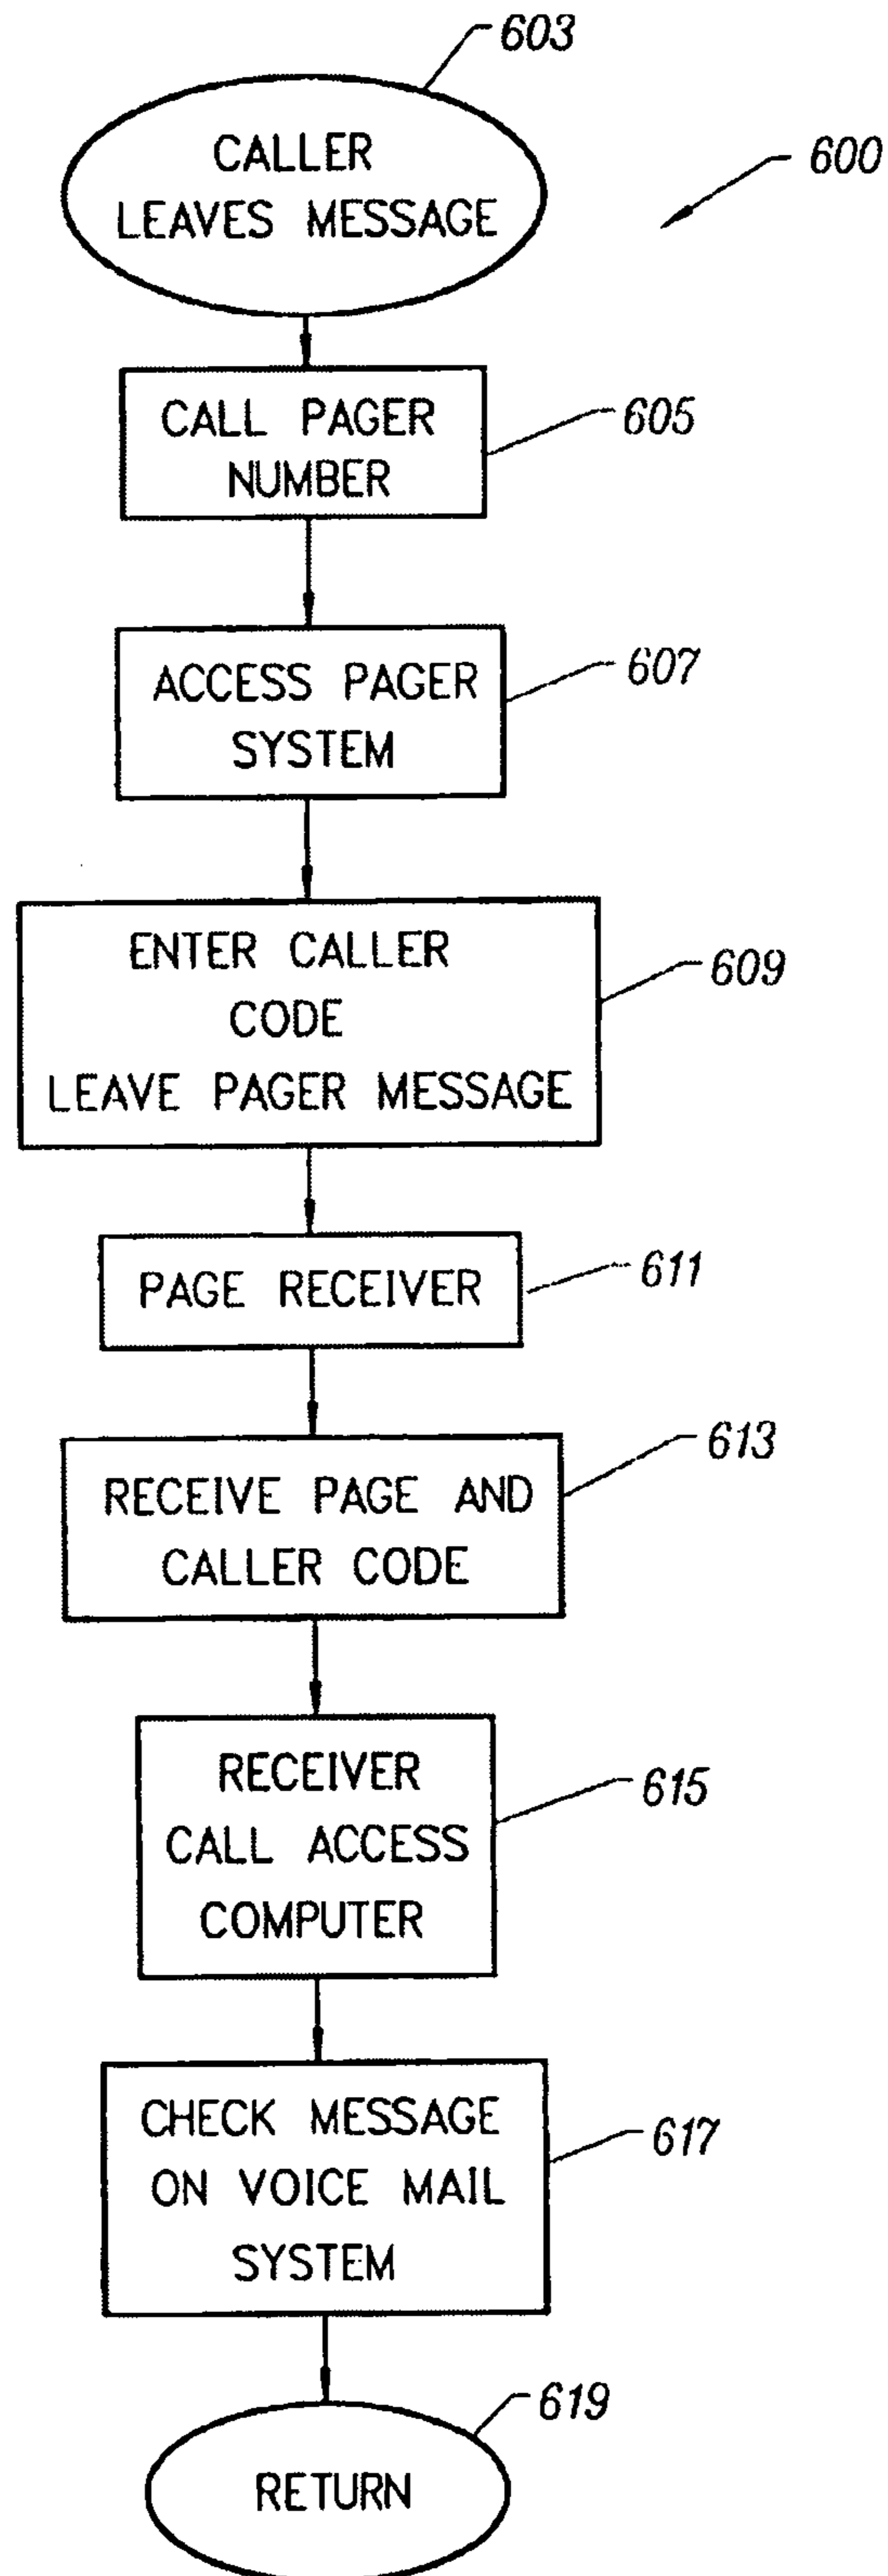 603
CALLER
LEAVES MESSAGE
600
CALL PAGER
NUMBER
605
ACCESS PAGER
SYSTEM
607
ENTER CALLER
CODE
LEAVE PAGER MESSAGE
609
PAGE RECEIVER
611
RECEIVE PAGE AND
CALLER CODE
613
RECEIVER
CALL ACCESS
COMPUTER
615
CHECK MESSAGE
ON VOICE MAIL
SYSTEM
617
619
RETURN